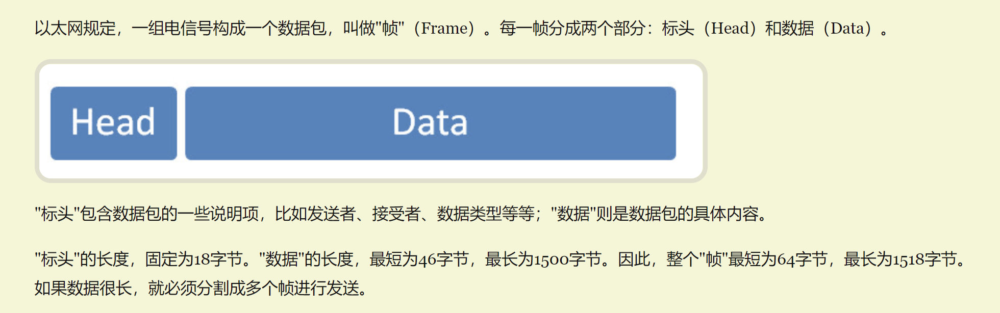 以太网规定，一组电信号构成一个数据包，叫做"帧"（Frame）。每一帧分成两个部分：标头（Head）和数据（Data）。
Head Data
"标头"包含数据包的一些说明项，比如发送者、接受者、数据类型等等；"数据"则是数据包的具体内容。
"标头"的长度，固定为18字节。"数据"的长度，最短为46字节，最长为1500字节。因此，整个"帧"最短为64字节，最长为1518字节。
如果数据很长，就必须分割成多个帧进行发送。